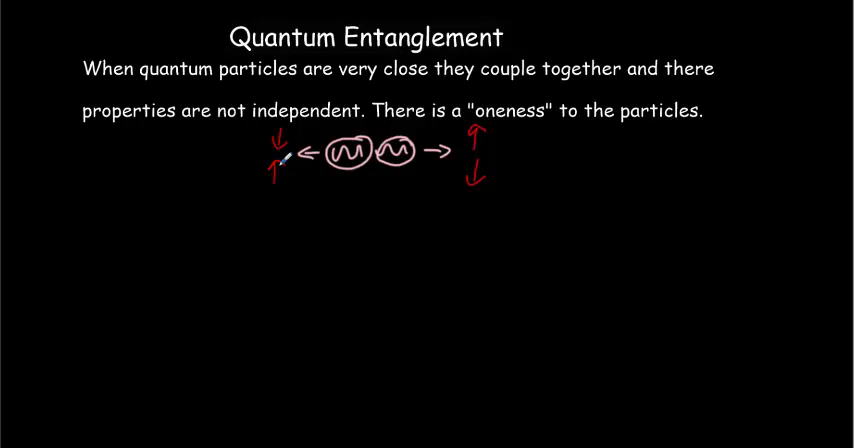 Quantum Entanglement
When quantum particles are very close they couple together and there
properties are not independent. There is a "oneness" to the particles.